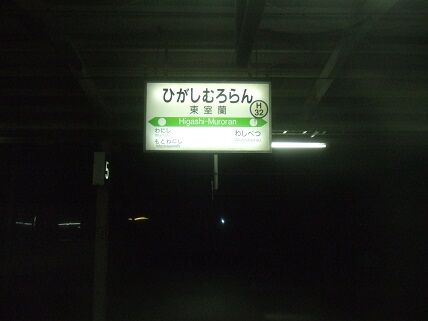 ひがしむろらん
H
32
東室蘭
Higashi-Muroran
わにし
わしべつ
もとわにし
5